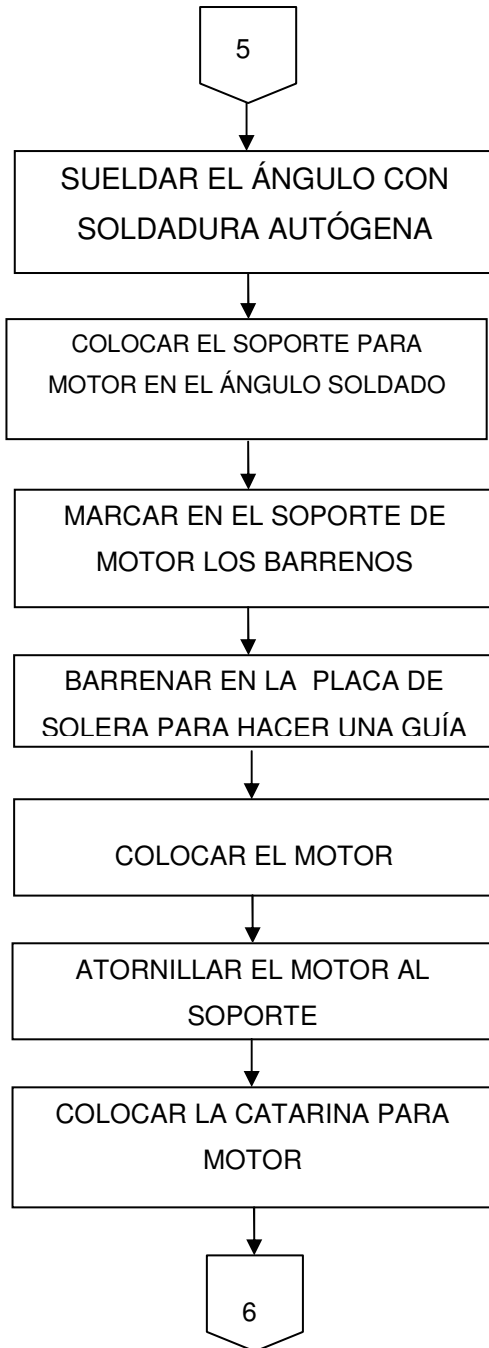 5
SUELDAR EL ÁNGULO CON
SOLDADURA AUTÓGENA
COLOCAR EL SOPORTE PARA
MOTOR EN EL ÁNGULO SOLDADO
MARCAR EN EL SOPORTE DE
MOTOR LOS BARRENOS
BARRENAR EN LA PLACA DE
SOLERA PARA HACER UNA GUÍA
COLOCAR EL MOTOR
ATORNILLAR EL MOTOR AL
SOPORTE
COLOCAR LA CATARINA PARA
MOTOR
6